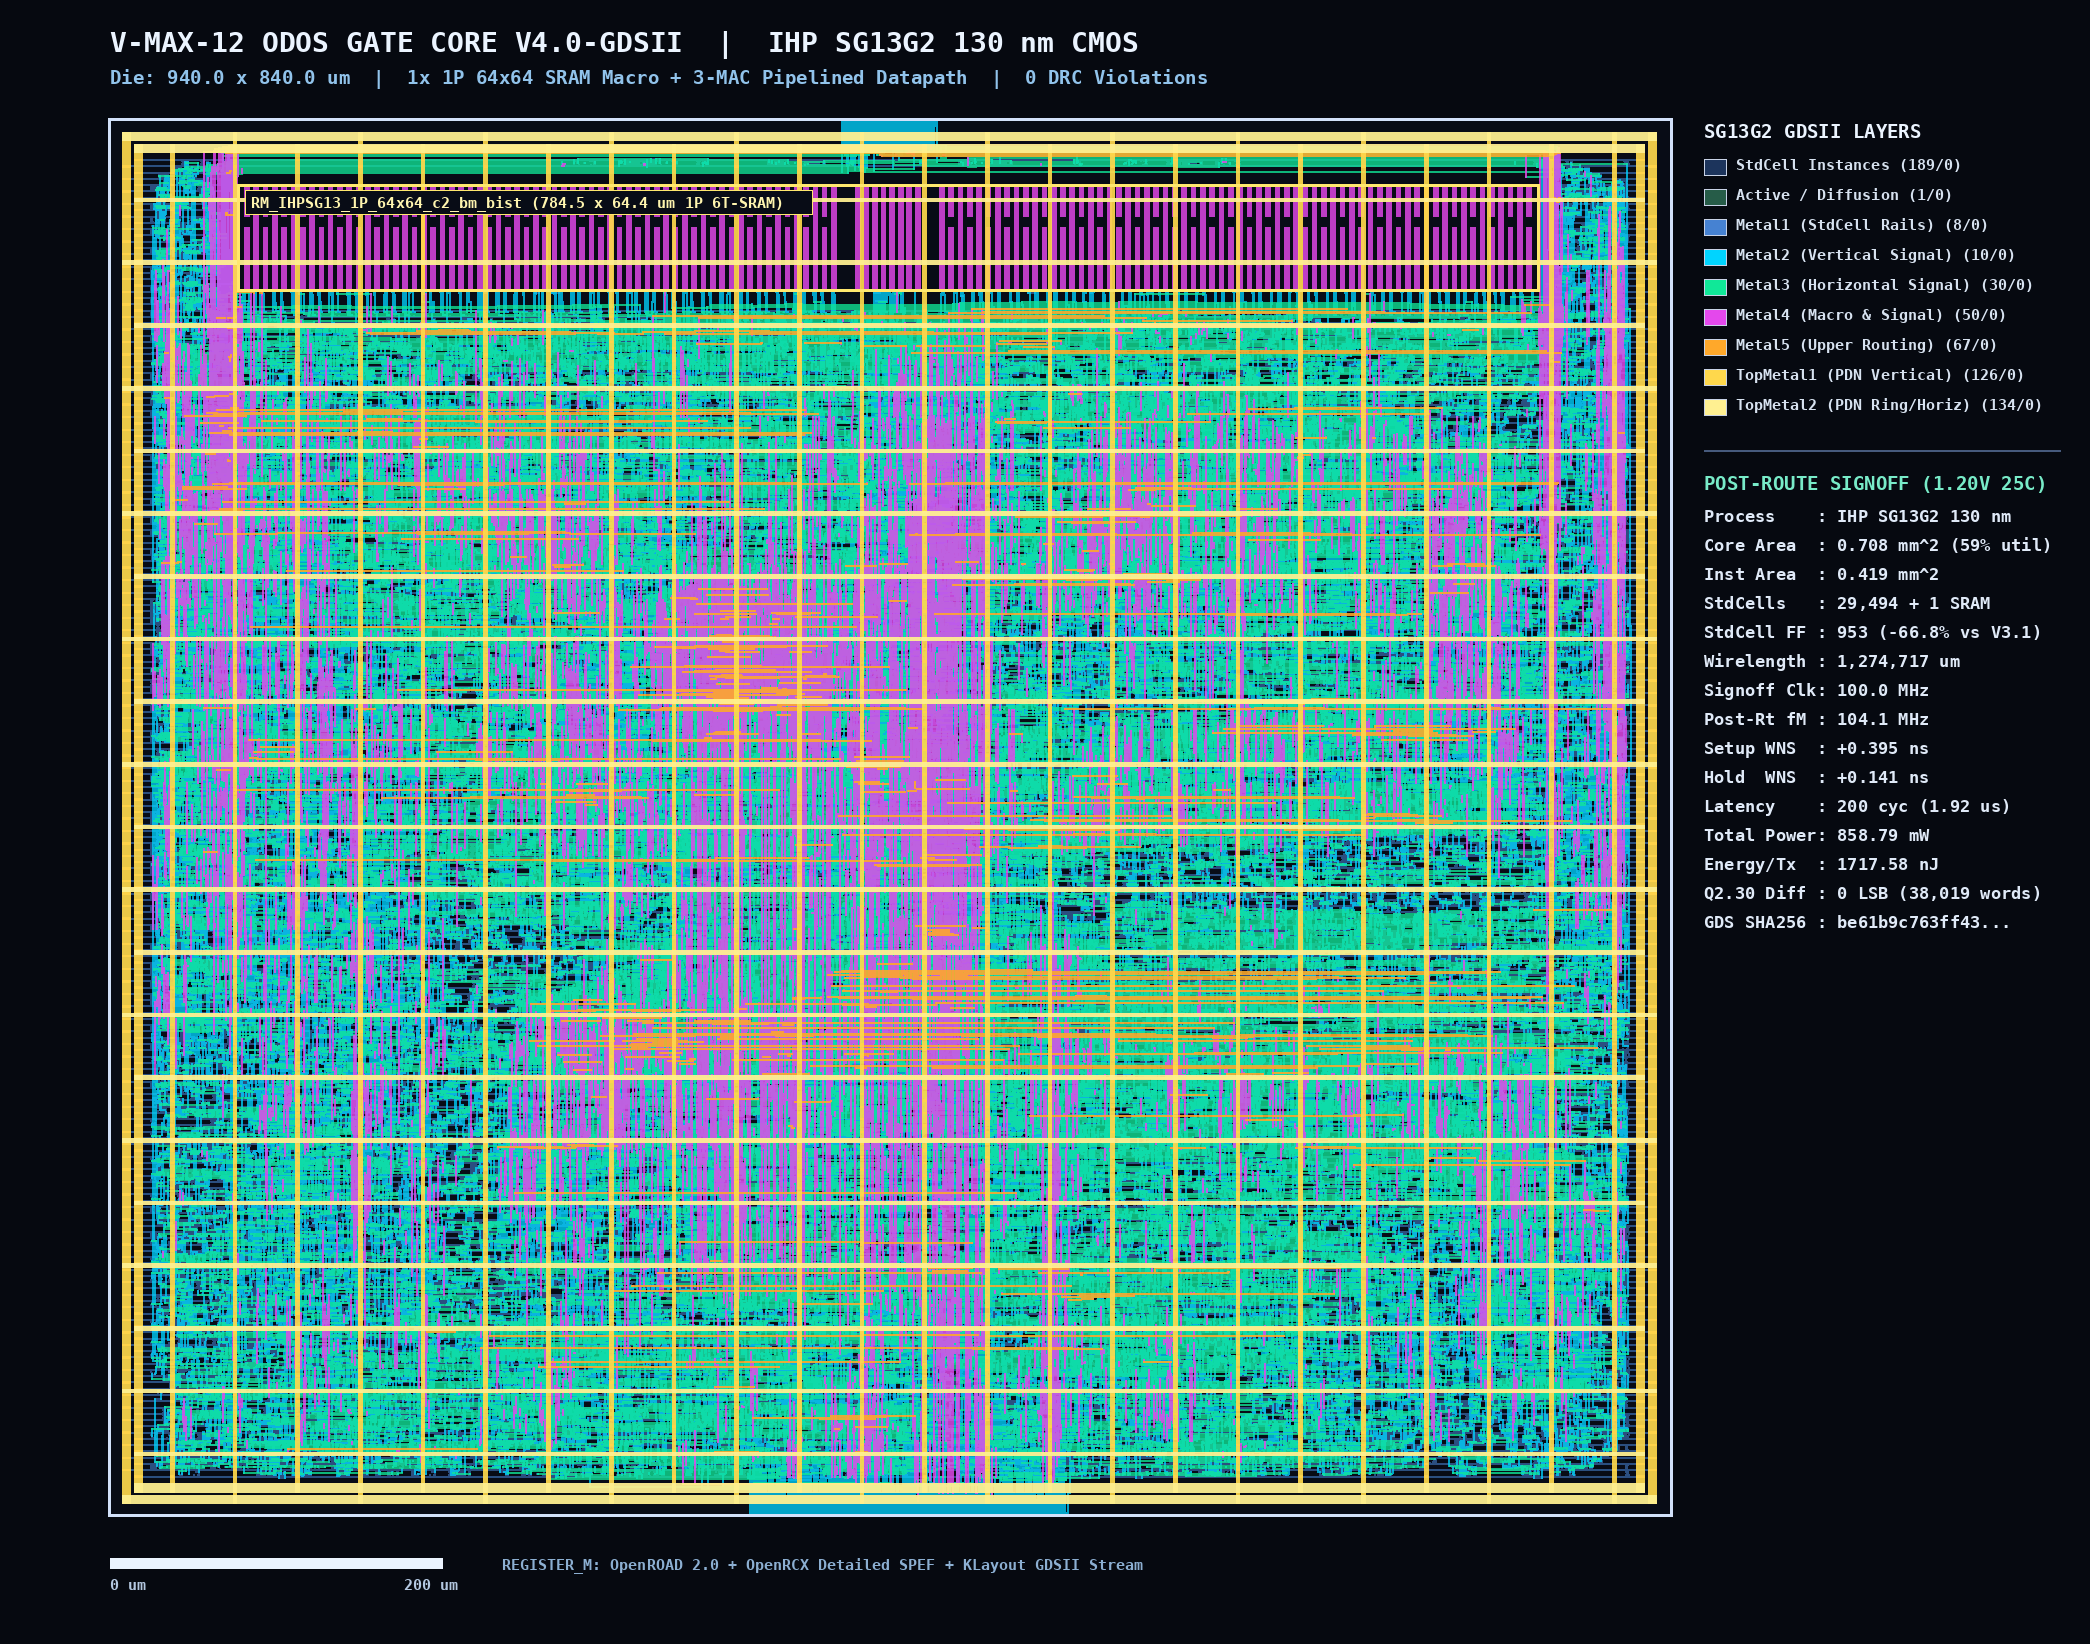 V-MAX-12 ODOS GATE CORE V4.0-GDSII | IHP SG13G2 130 nm CMOS
Die: 940.0 x 840.0 um | 1x 1P 64x64 SRAM Macro + 3-MAC Pipelined Datapath | 0 DRC Violations
RM_IHPSG13_1P_64x64_c2_bm_bist (784.5 x 64.4 um 1P 6T-SRAM)
SG13G2 GDSII LAYERS
StdCell Instances (189/0)
Active / Diffusion (1/0)
Metal1 (StdCell Rails) (8/0)
Metal2 (Vertical Signal) (10/0)
Metal3 (Horizontal Signal) (30/0)
Metal4 (Macro & Signal) (50/0)
Metal5 (Upper Routing) (67/0)
TopMetal1 (PDN Vertical) (126/0)
TopMetal2 (PDN Ring/Horiz) (134/0)
POST-ROUTE SIGNOFF (1.20V 25C)
Process : IHP SG13G2 130 nm
Core Area : 0.708 mm^2 (59% util)
Inst Area : 0.419 mm^2
StdCells : 29,494 + 1 SRAM
StdCell FF : 953 (-66.8% vs V3.1)
Wirelength : 1,274,717 um
Signoff Clk: 100.0 MHz
Post-Rt fM : 104.1 MHz
Setup WNS : +0.395 ns
Hold WNS : +0.141 ns
Latency : 200 cyc (1.92 us)
Total Power: 858.79 mW
Energy/Tx : 1717.58 nJ
Q2.30 Diff : 0 LSB (38,019 words)
GDS SHA256 : be61b9c763ff43...
0 um 200 um
REGISTER_M: OpenROAD 2.0 + OpenRCX Detailed SPEF + KLayout GDSII Stream